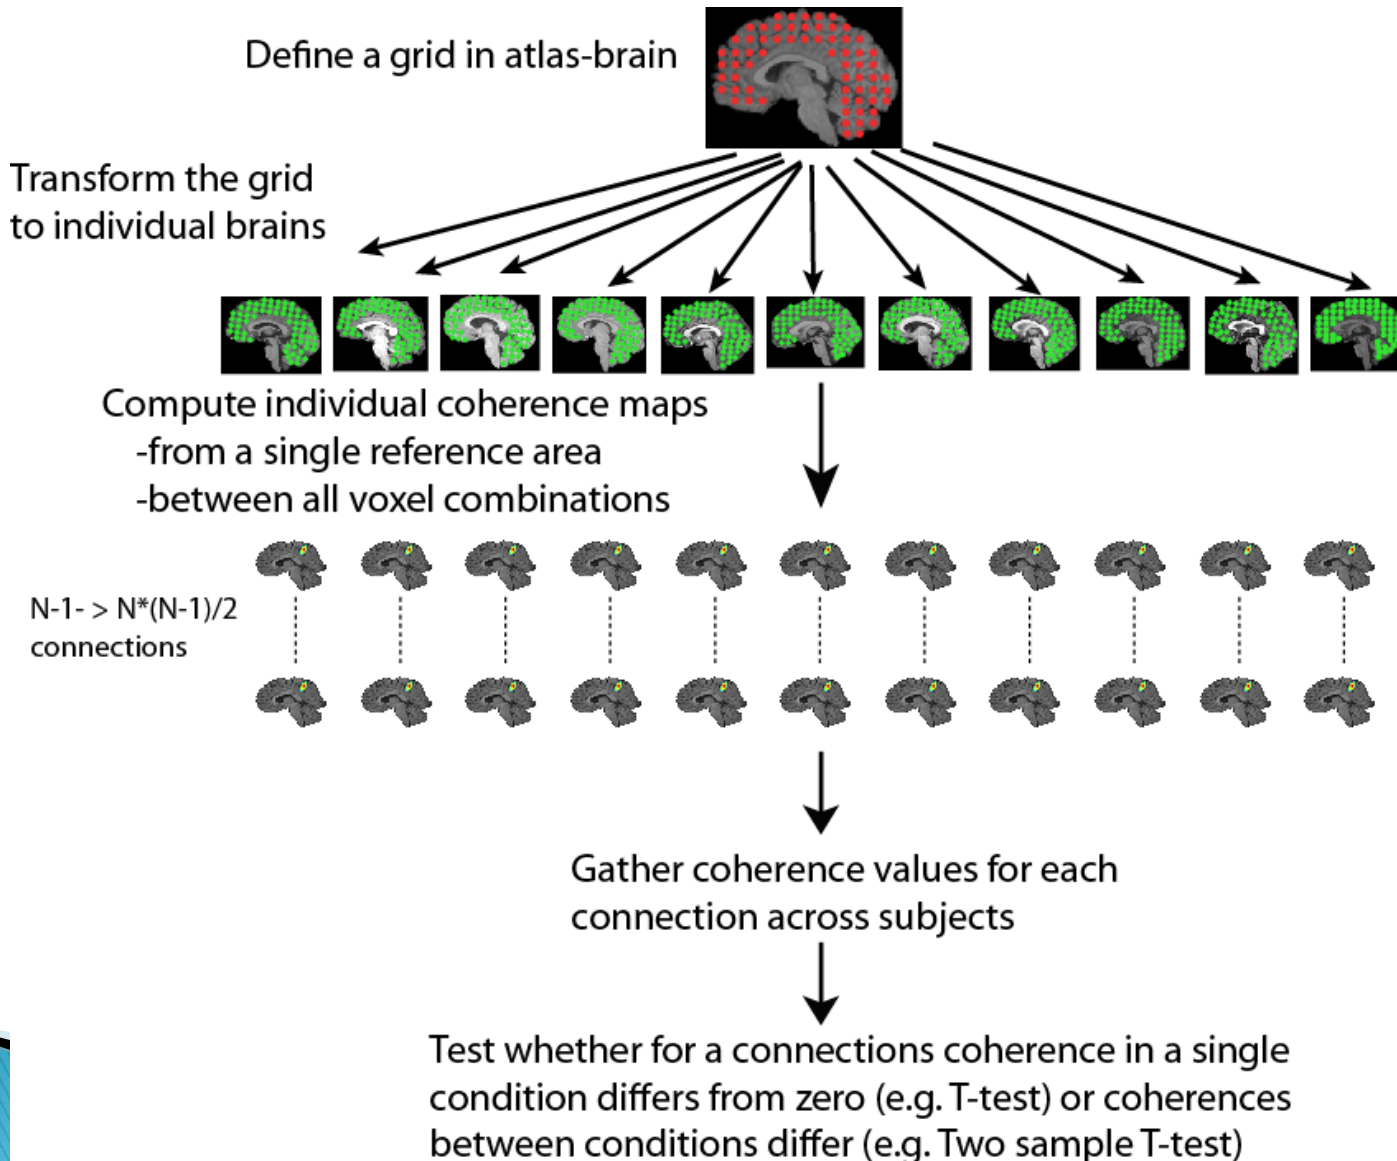 Define a grid in atlas-brain
Transform the grid
to individual brains
Compute individual coherence maps
-from a single reference area
-between all voxel combinations
N-1- > N*(N-1)/2
connections
Gather coherence values for each
connection across subjects
Test whether for a connections coherence in a single
condition differs from zero (e.g. T-test) or coherences
between conditions differ (e.g. Two sample T-test)